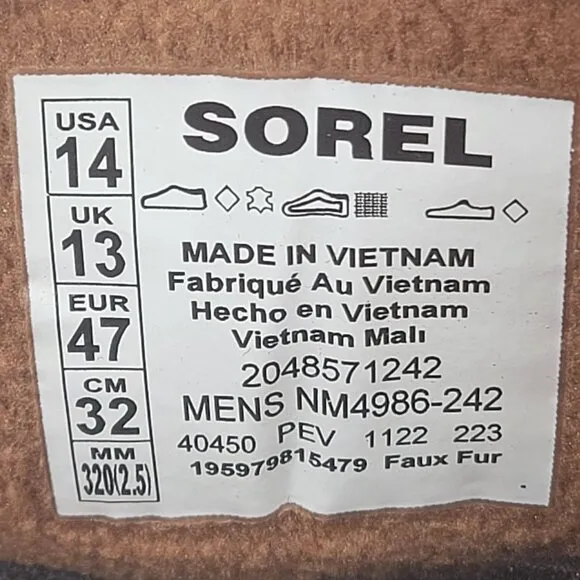 USA
14
UK
13
EUR
47
CM
32
MM
320(2.5)
SOREL
MADE IN VIETNAM
Fabriqué Au Vietnam
Hecho en Vietnam
Vietnam Malı
2048571242
MENS NM4986-242
40450 PEV 1122 223
195979815479 Faux Fur